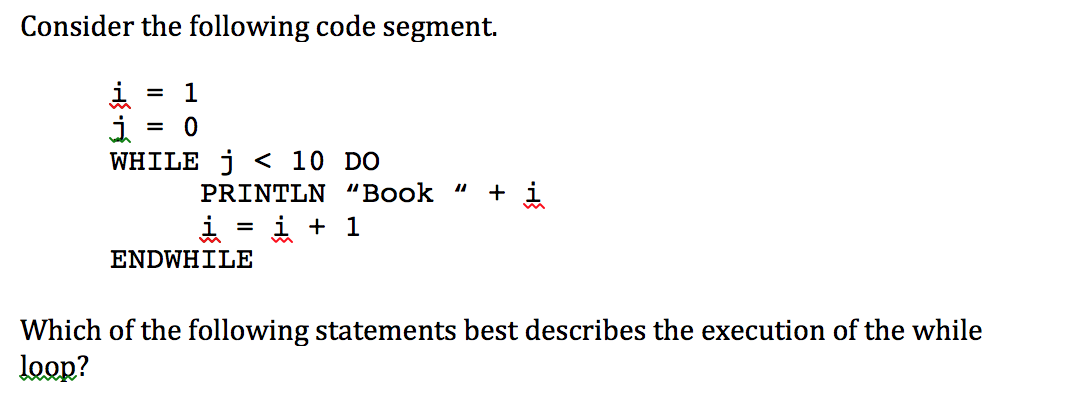 Consider the following code segment.
i = 1
j = 0
WHILE j < 10 DO
PRINTLN “Book “ + i
i = i + 1
ENDWHILE
Which of the following statements best describes the execution of the while
loop?